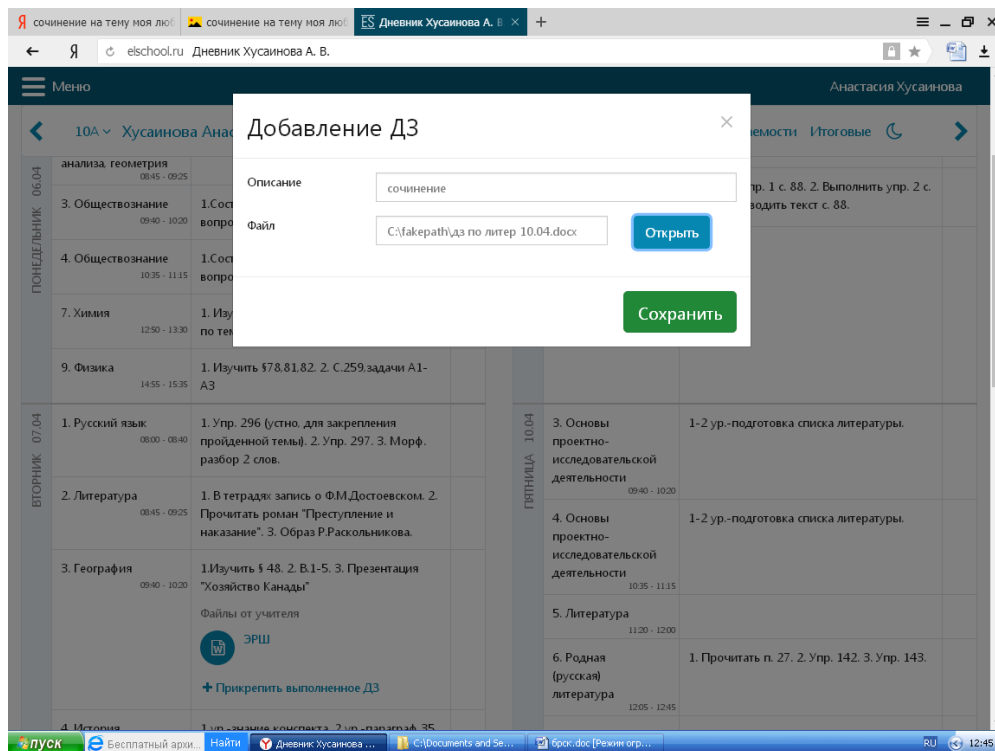 сочинение на тему моя люб
сочинение на тему моя люб
Дневник Хусаинова А. В
elschool.ru Дневник Хусаинова А. В.
Меню
Анастасия Хусаинова
10А Хусаинова Анас
емости Итоговые
Добавление ДЗ
Описание
сочинение
Файл
C:\fakepath\дз по литер 10.04.docx
Открыть
Сохранить
ПОНЕДЕЛЬНИК 06.04
анализа, геометрия
08:45 - 09:25
3. Обществознание
09:40 - 10:20
1.Сост
вопро
4. Обществознание
10:35 - 11:15
1.Сост
вопро
7. Химия
12:50 - 13:30
1. Изу
по тем
9. Физика
14:55 - 15:35
1. Изучить §78,81,82. 2. С.259.задачи А1-
А3
пр. 1 с. 88. 2. Выполнить упр. 2 с.
водить текст с. 88.
ВТОРНИК 07.04
1. Русский язык
08:00 - 08:40
1. Упр. 296 (устно, для закрепления
пройденной темы). 2. Упр. 297. 3. Морф.
разбор 2 слов.
2. Литература
08:45 - 09:25
1. В тетрадях запись о Ф.М.Достоевском. 2.
Прочитать роман "Преступление и
наказание". 3. Образ Р.Раскольникова.
3. География
09:40 - 10:20
1.Изучить § 48. 2. В.1-5. 3. Презентация
"Хозяйство Канады"
Файлы от учителя
ЭРШ
Прикрепить выполненное ДЗ
4. История
1 ур.-знание конспекта. 2 ур.-параграф 35
ПЯТНИЦА 10.04
3. Основы
проектно-
исследовательской
деятельности
09:40 - 10:20
1-2 ур.-подготовка списка литературы.
4. Основы
проектно-
исследовательской
деятельности
10:35 - 11:15
1-2 ур.-подготовка списка литературы.
5. Литература
11:20 - 12:00
6. Родная
(русская)
литература
12:05 - 12:45
1. Прочитать п. 27. 2. Упр. 142. 3. Упр. 143.
пуск
Бесплатный архи...
Найти
Дневник Хусаинова ...
C:\Documents and Se...
брск.doc [Режим огр...
RU
12:45